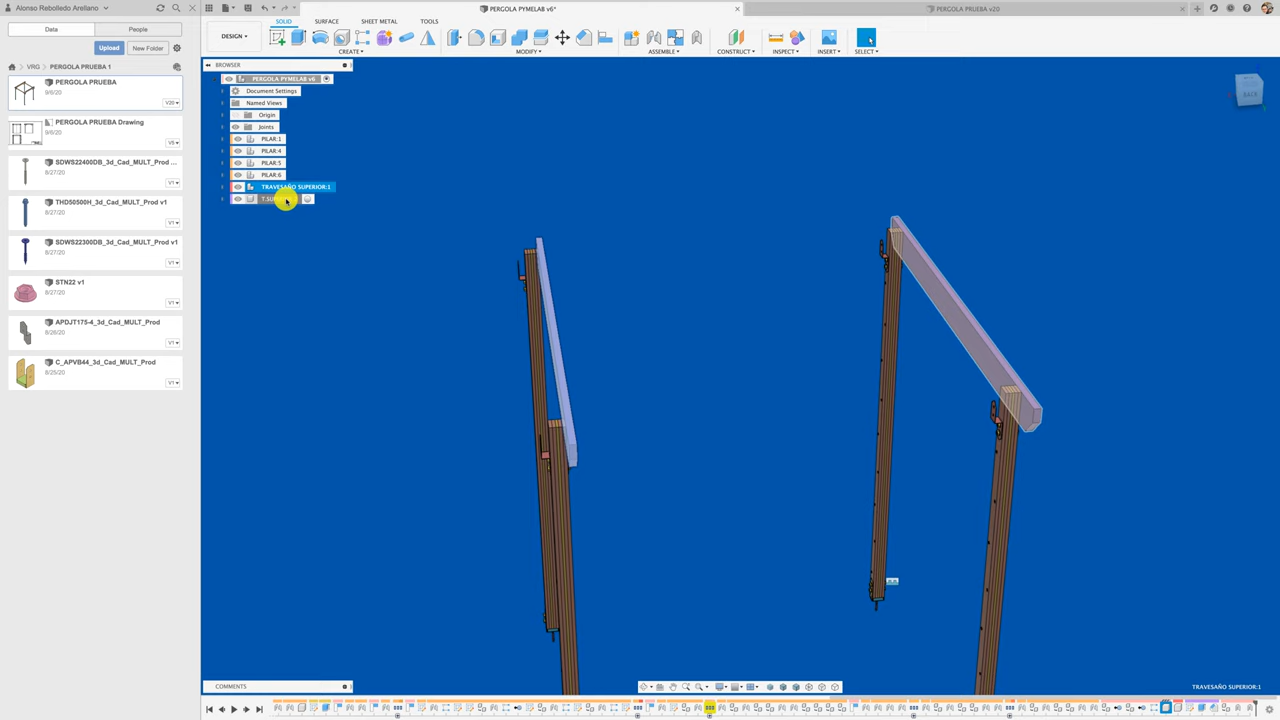 Alonso Rebolledo Arellano
PERGOLA PYMELAB v6*
PERGOLA PRUEBA v20
Data
People
Upload
New Folder
VRG
PERGOLA PRUEBA 1
PERGOLA PRUEBA
9/6/20
V20
PERGOLA PRUEBA Drawing
9/6/20
V5
SDWS22400DB_3d_Cad_MULT_Prod ...
8/27/20
V1
THD50500H_3d_Cad_MULT_Prod v1
8/27/20
V1
SDWS22300DB_3d_Cad_MULT_Prod v1
8/27/20
V1
STN22 v1
8/27/20
V1
APDJT175-4_3d_Cad_MULT_Prod
8/28/20
V1
C_APVB44_3d_Cad_MULT_Prod
8/25/20
V1
SOLID
SURFACE
SHEET METAL
TOOLS
DESIGN
CREATE
MODIFY
ASSEMBLE
CONSTRUCT
INSPECT
INSERT
SELECT
BROWSER
PERGOLA PYMELAB v6
Document Settings
Named Views
Origin
Joints
PILAR:1
PILAR:4
PILAR:5
PILAR:6
TRAVESAÑO SUPERIOR:1
BACK
COMMENTS
TRAVESAÑO SUPERIOR:1